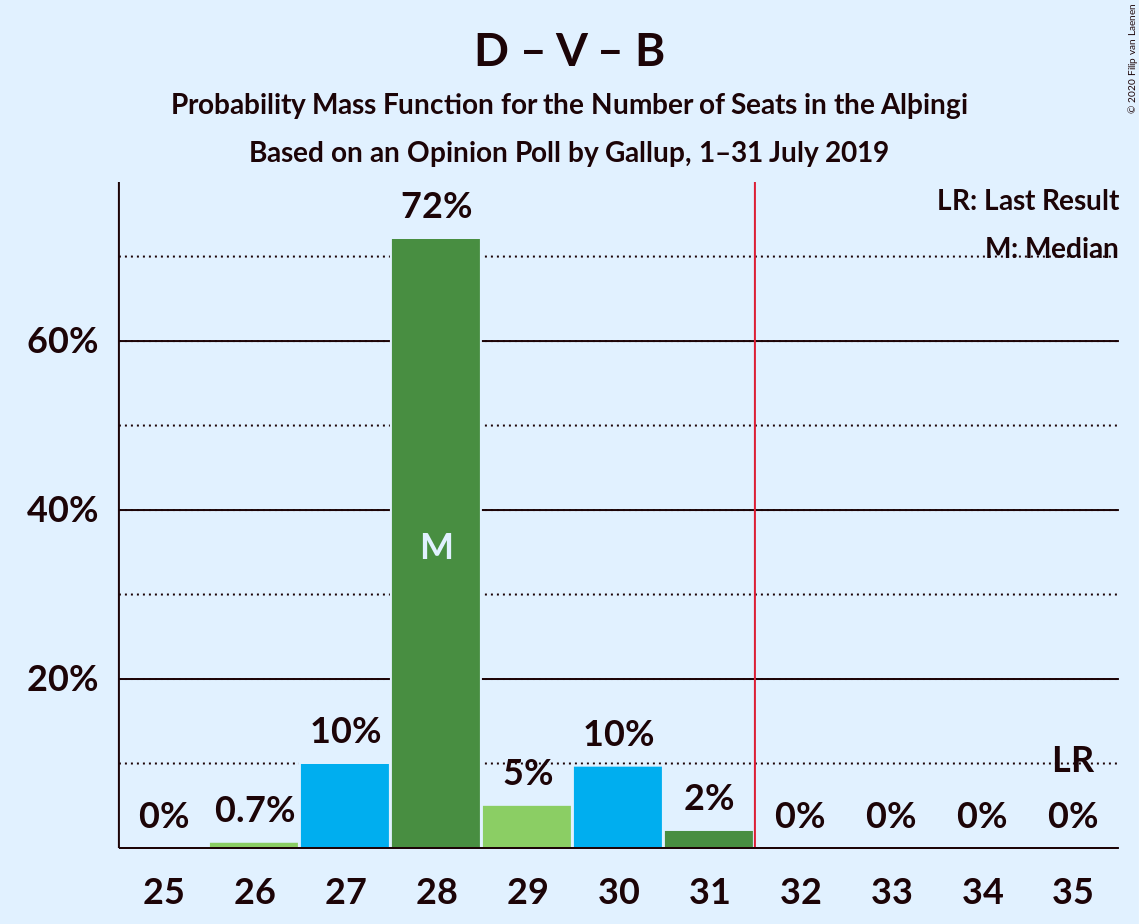 D – V – B
Probability Mass Function for the Number of Seats in the Alþingi
Based on an Opinion Poll by Gallup, 1–31 July 2019
© 2020 Filip van Laenen
LR: Last Result
M: Median
60%
40%
20%
0%
0.7%
10%
72%
M
5%
10%
2%
0%
0%
0%
LR
0%
25 26 27 28 29 30 31 32 33 34 35